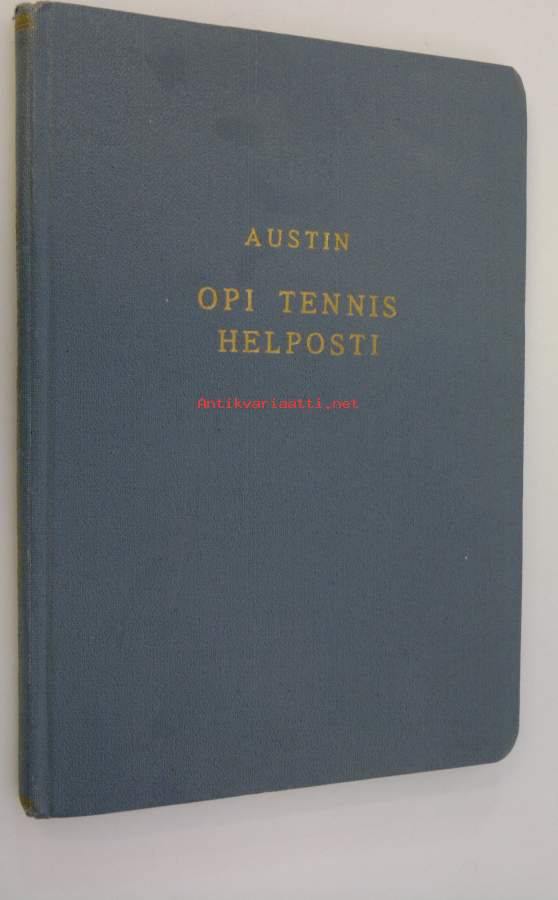 AUSTIN
OPI TENNIS
HELPOSTI
Antikvariaatti.net